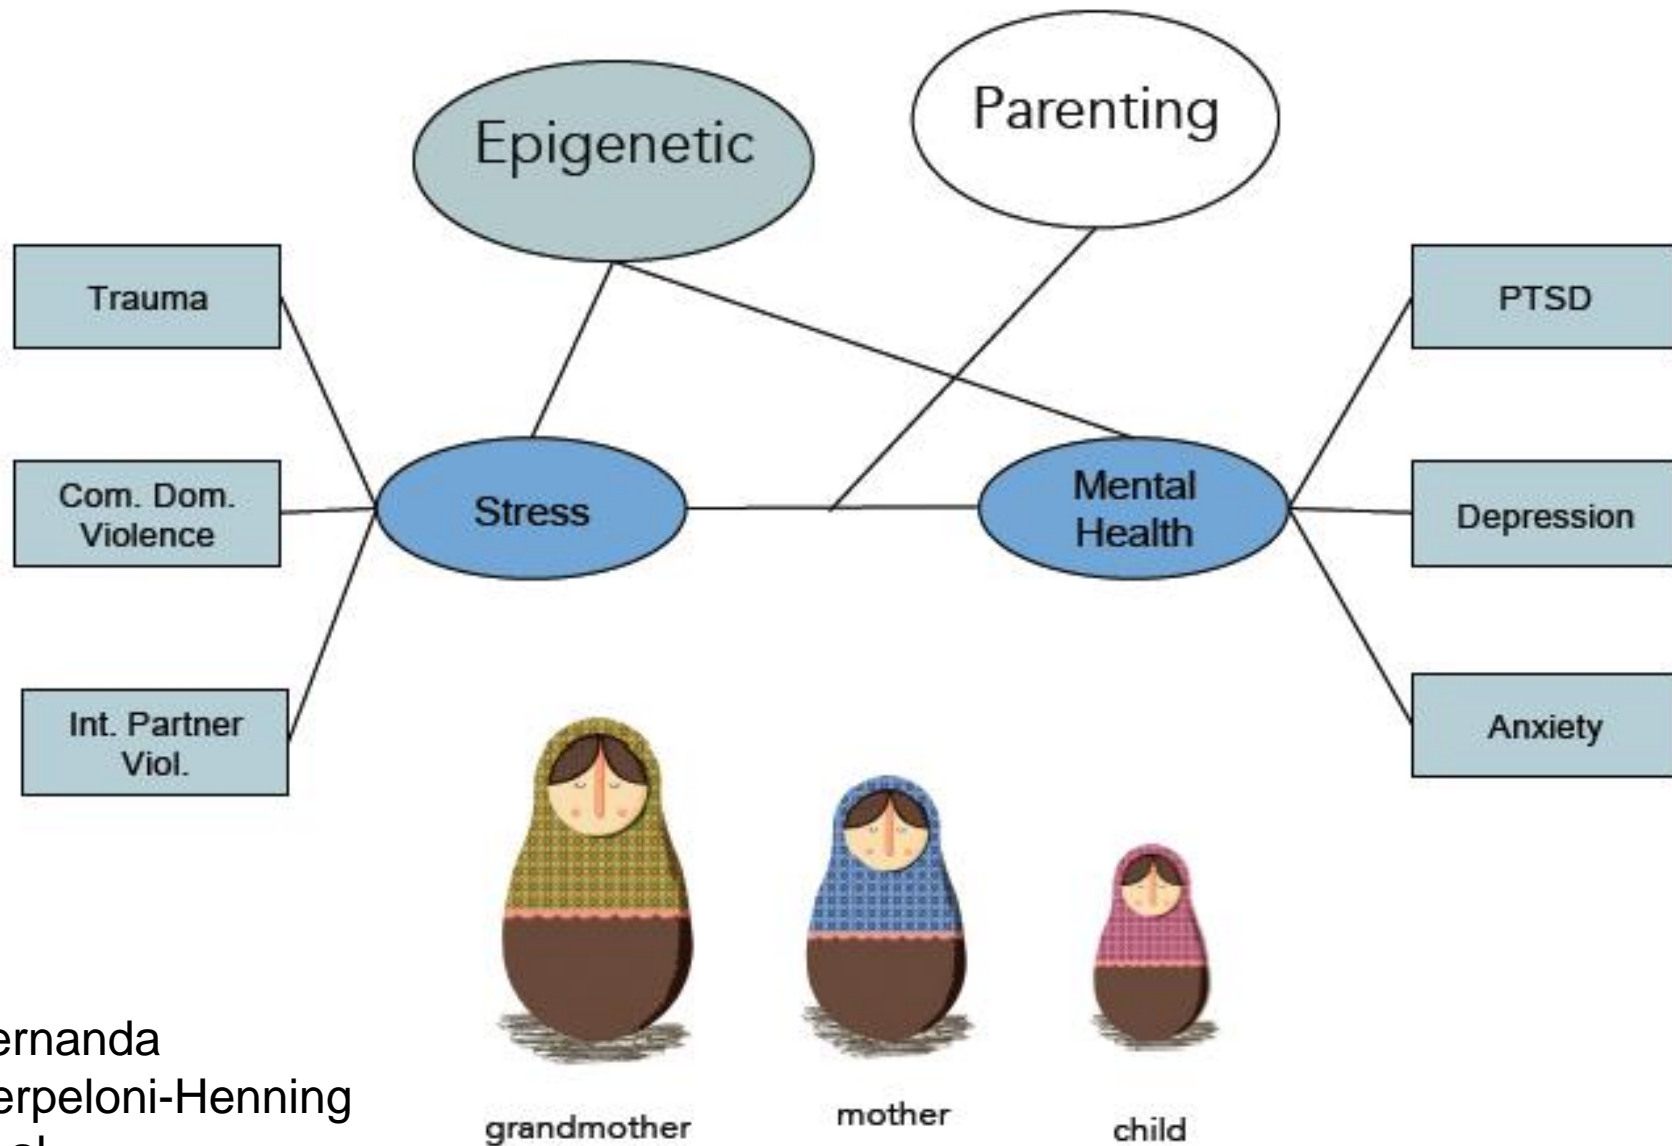 Epigenetic
Parenting
Trauma
PTSD
Com. Dom.
Violence
Stress
Mental
Health
Depression
Int. Partner
Viol.
Anxiety
ernanda
erpeloni-Henning
grandmother
mother
child